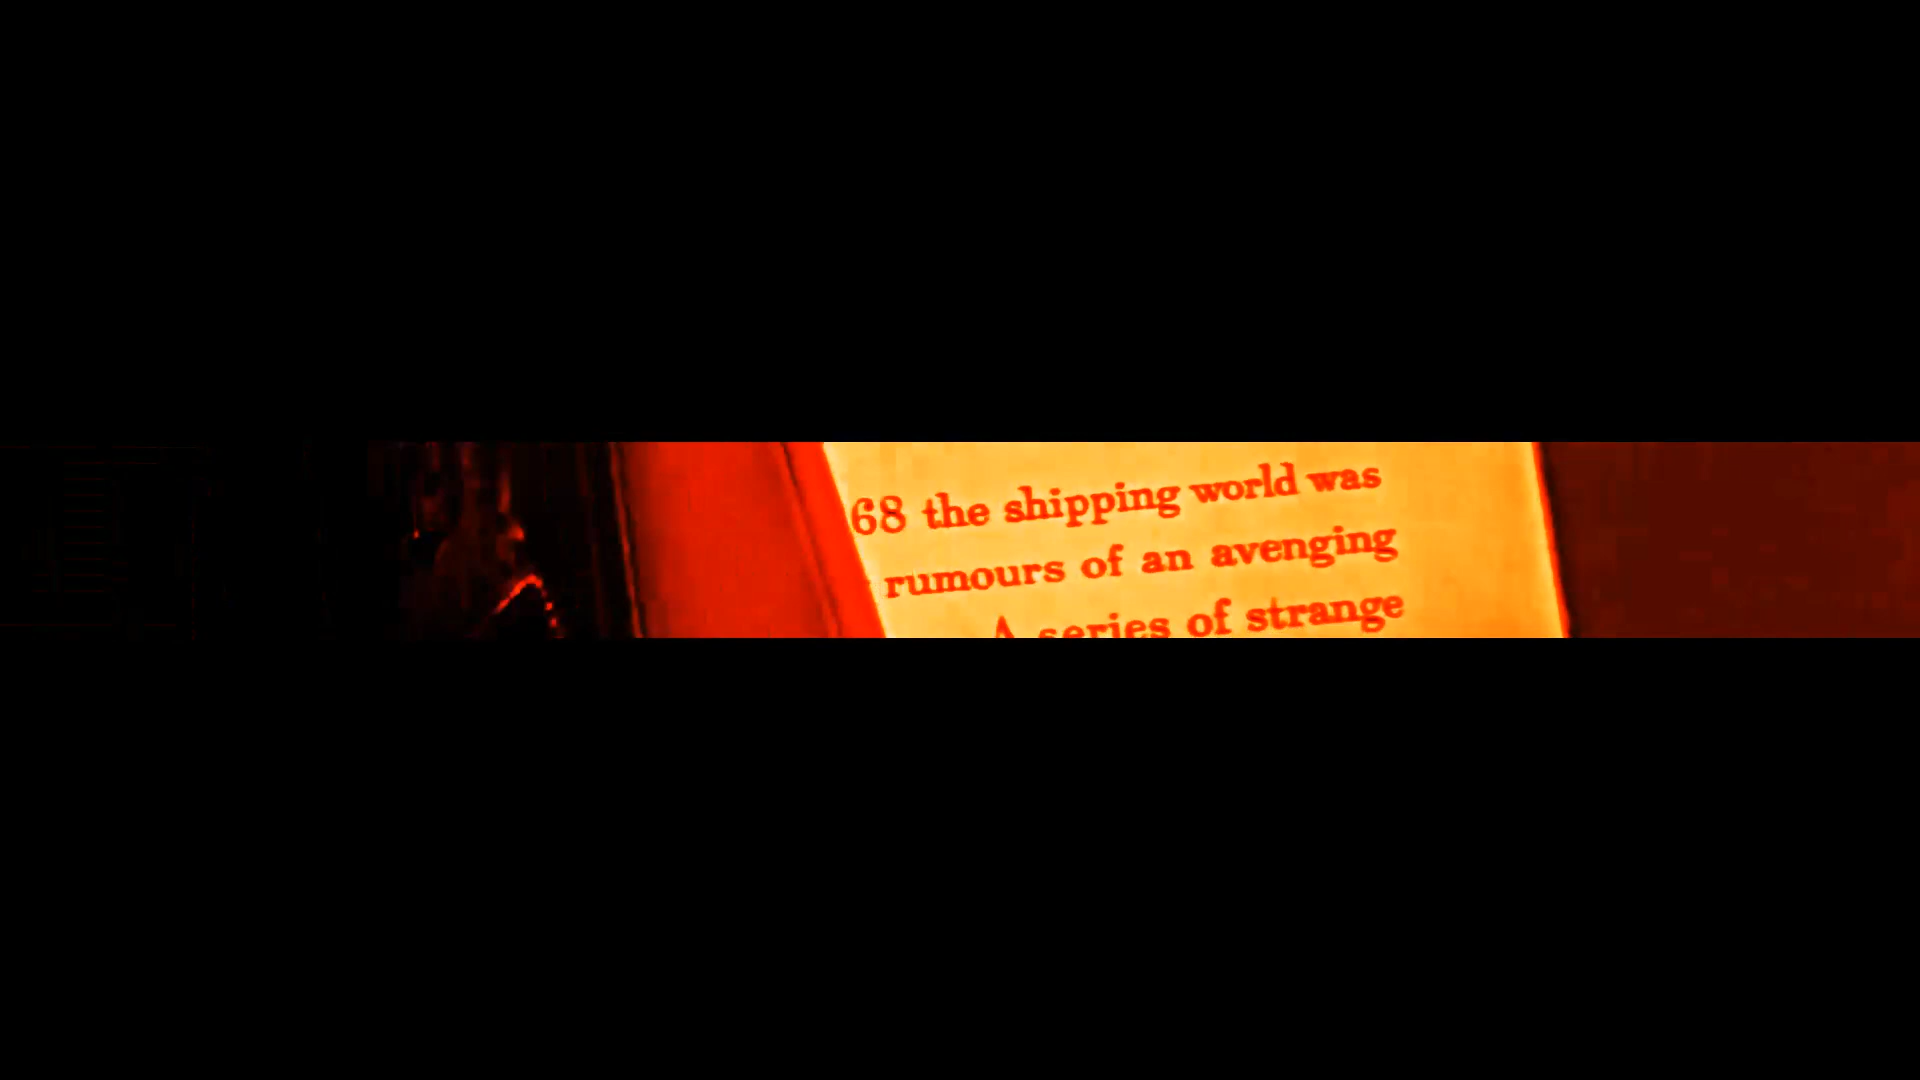 68 the shipping world was
rumours of an avenging
A series of strange